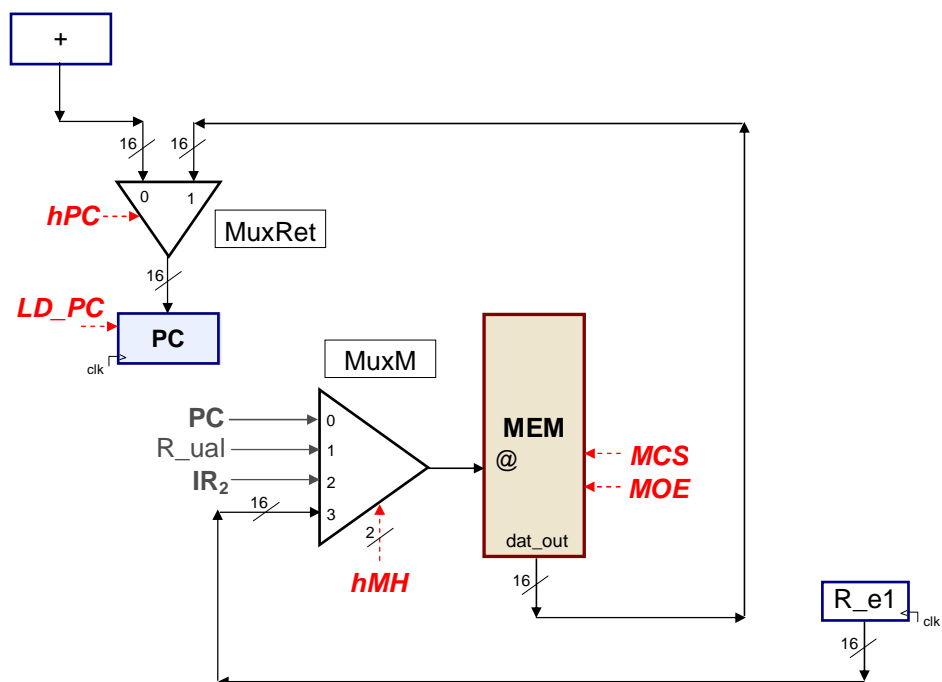 +
16
16
0
1
hPC
MuxRet
16
LD_PC
PC
clk
MuxM
PC
0
R_ual
1
IR₂
2
16
3
2
hMH
MEM
@
MCS
MOE
dat_out
16
R_e1
clk
16